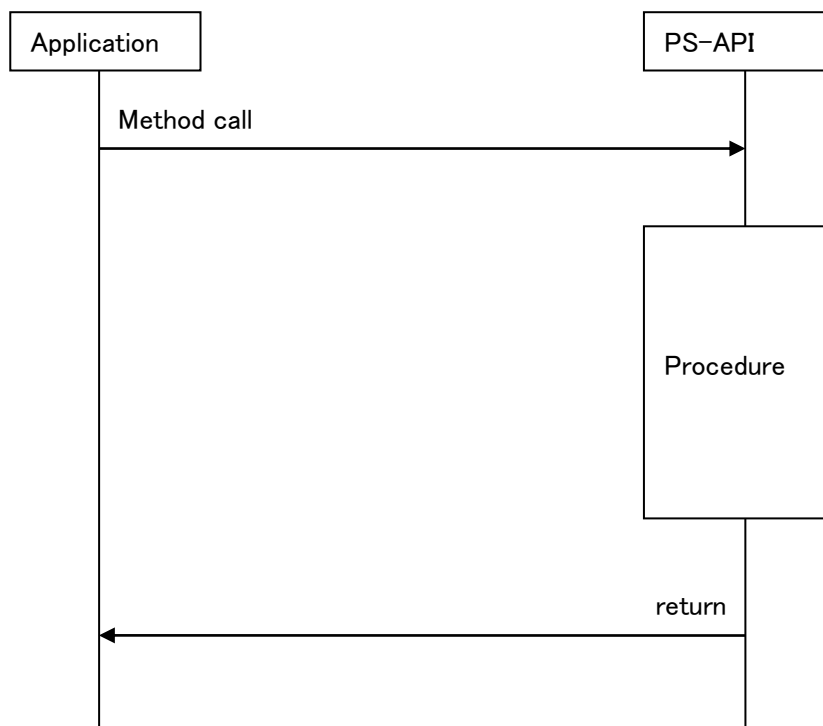 Application
PS-API
Method call
Procedure
return